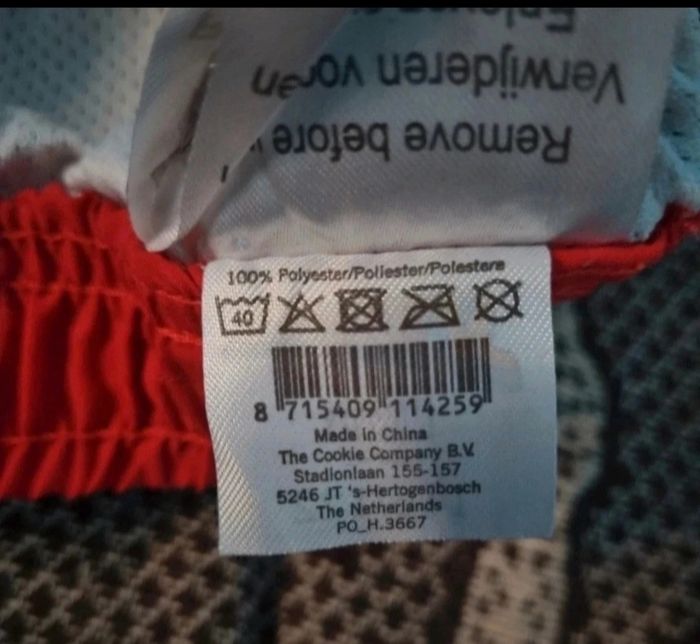 Remove before
Verwijderen voor
100% Polyester/Poliester/Polestere
40
8 715409 114259
Made in China
The Cookie Company B.V.
Stadionlaan 155-157
5246 JT 's-Hertogenbosch
The Netherlands
PO_H.3667